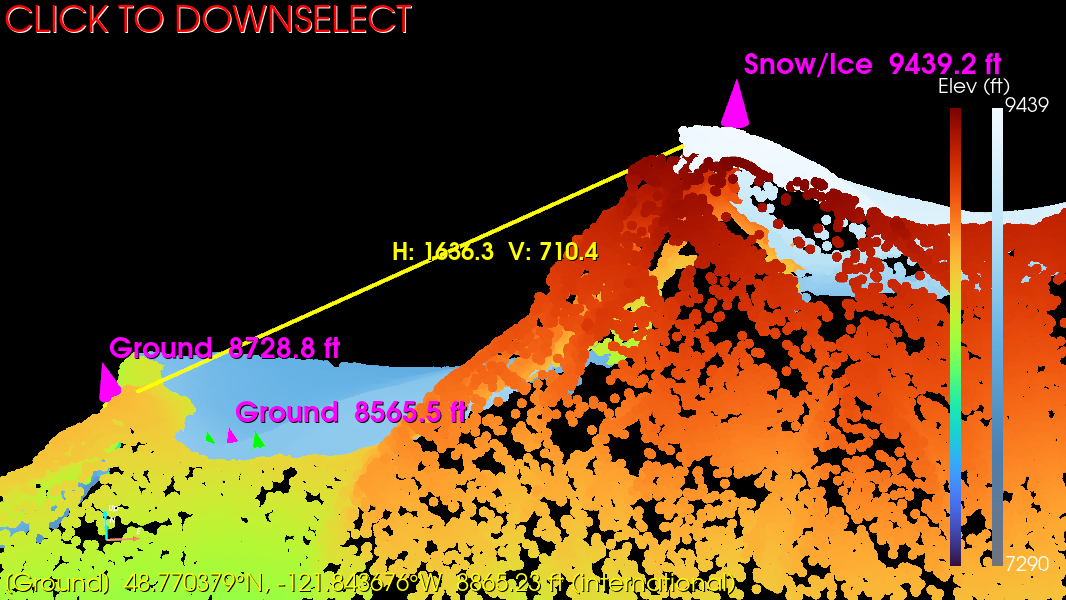 CLICK TO DOWNSELECT
Snow/Ice 9439.2 ft
Elev (ft)
9439
H: 1636.3 V: 710.4
Ground 8728.8 ft
Ground 8565.5 ft
7290
(Ground) 48.770379°N, -121.843676°W, 8865.23 ft (international)